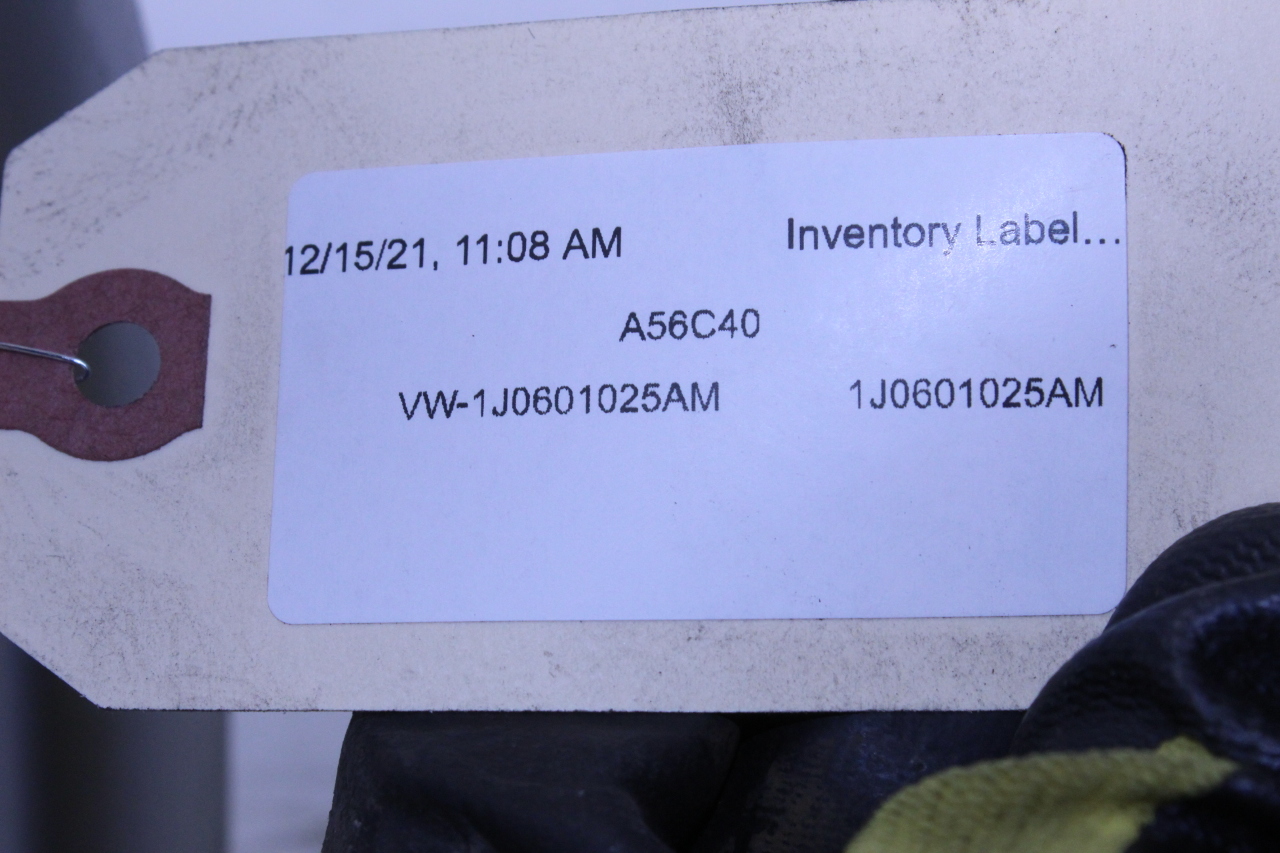 12/15/21, 11:08 AM Inventory Label...
A56C40
VW-1J0601025AM 1J0601025AM